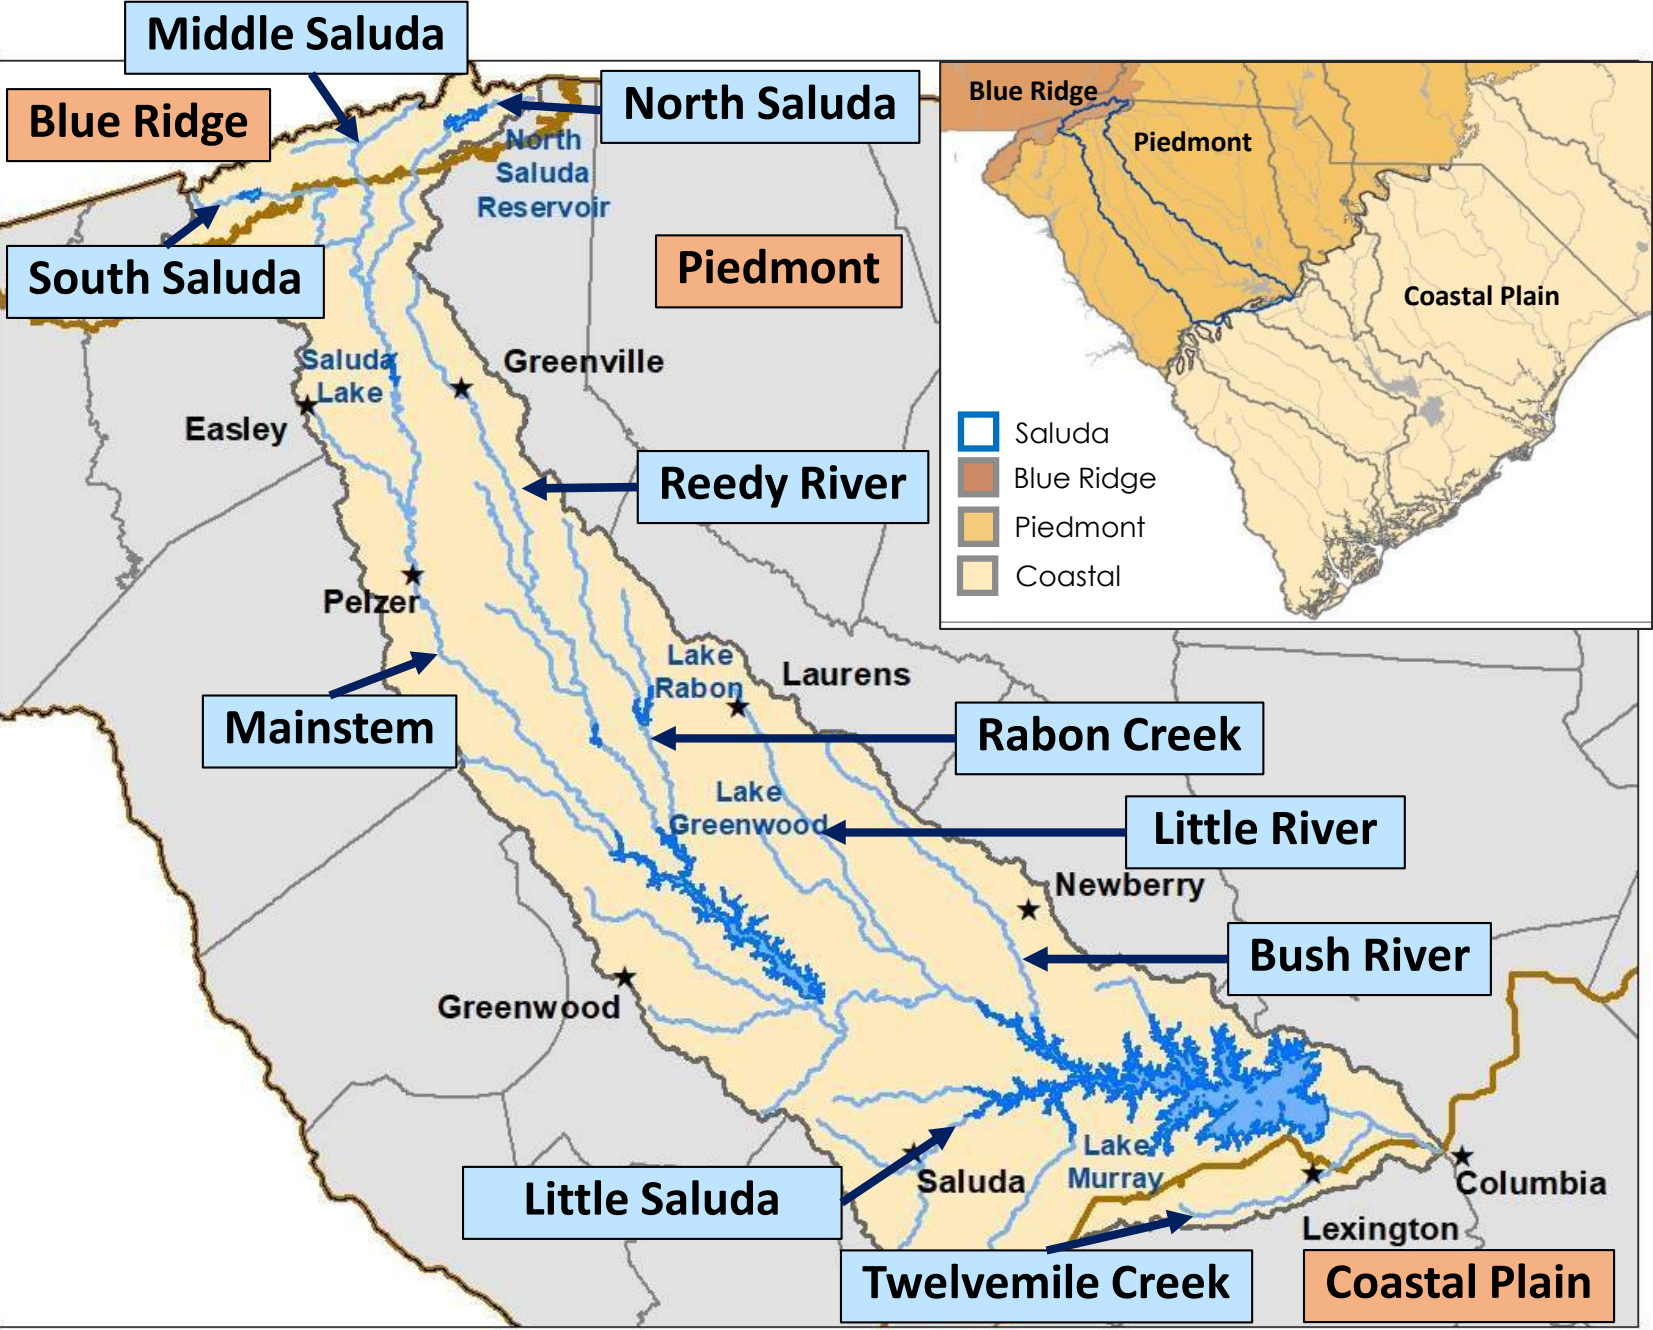 Middle Saluda
Blue Ridge
North Saluda
North
Saluda
Reservoir
South Saluda
Piedmont
Saluda
Lake
Greenville
Easley
Reedy River
Pelzer
Mainstem
Lake
Rabon
Laurens
Rabon Creek
Lake
Greenwood
Little River
Newberry
Bush River
Greenwood
Lake
Murray
Saluda
Little Saluda
Columbia
Lexington
Twelvemile Creek
Coastal Plain
Blue Ridge
Piedmont
Coastal Plain
Saluda
Blue Ridge
Piedmont
Coastal